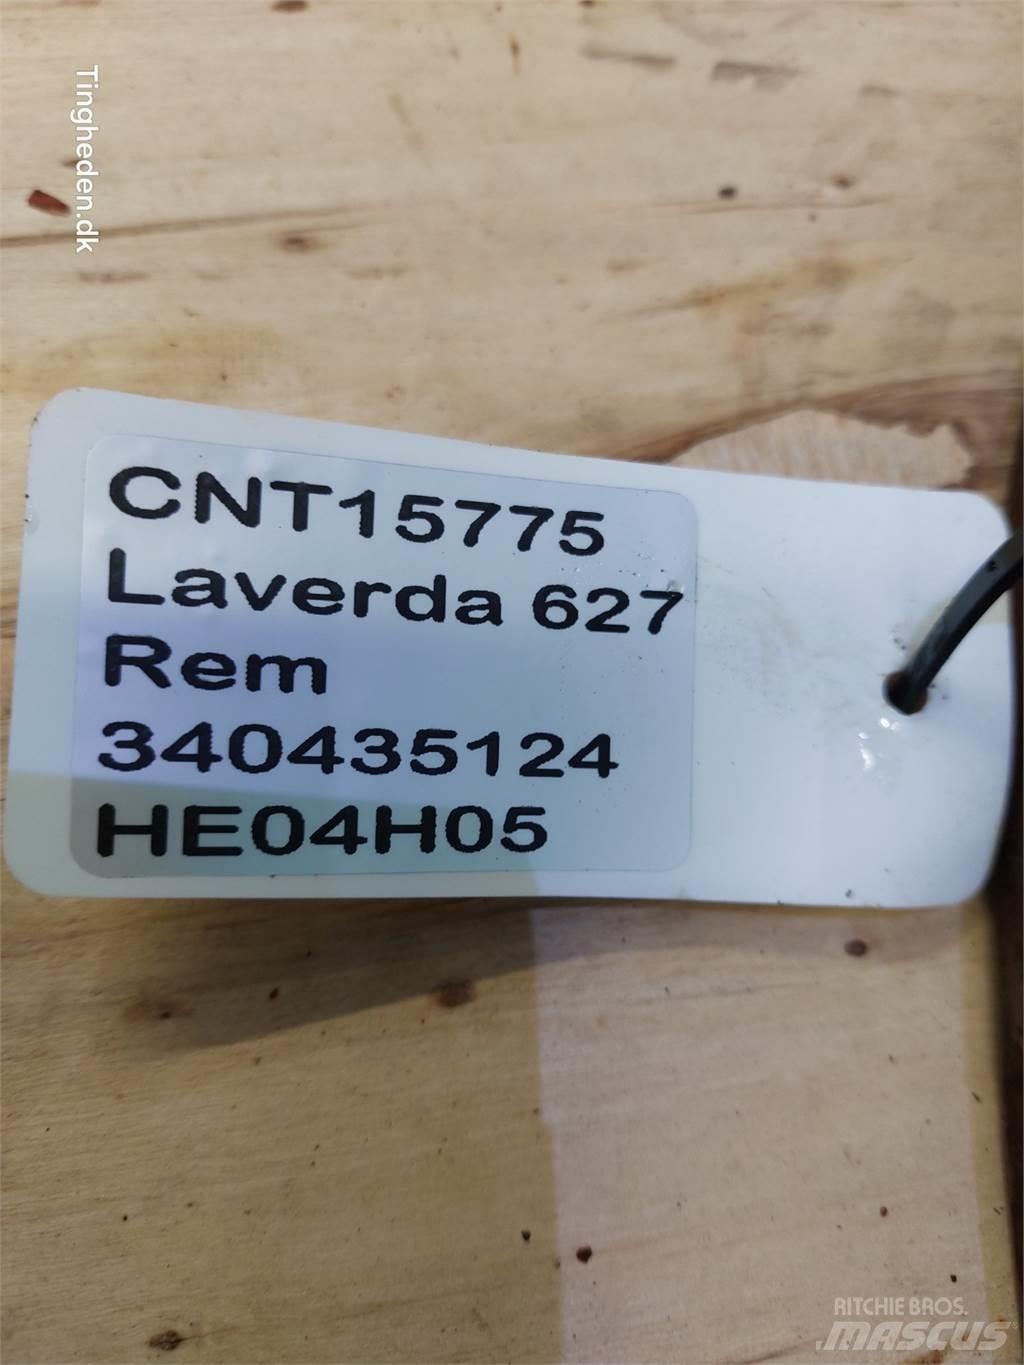 Tingheden.dk
CNT15775
Laverda 627
Rem
340435124
HE04H05
RITCHIE BROS.
MASCUS